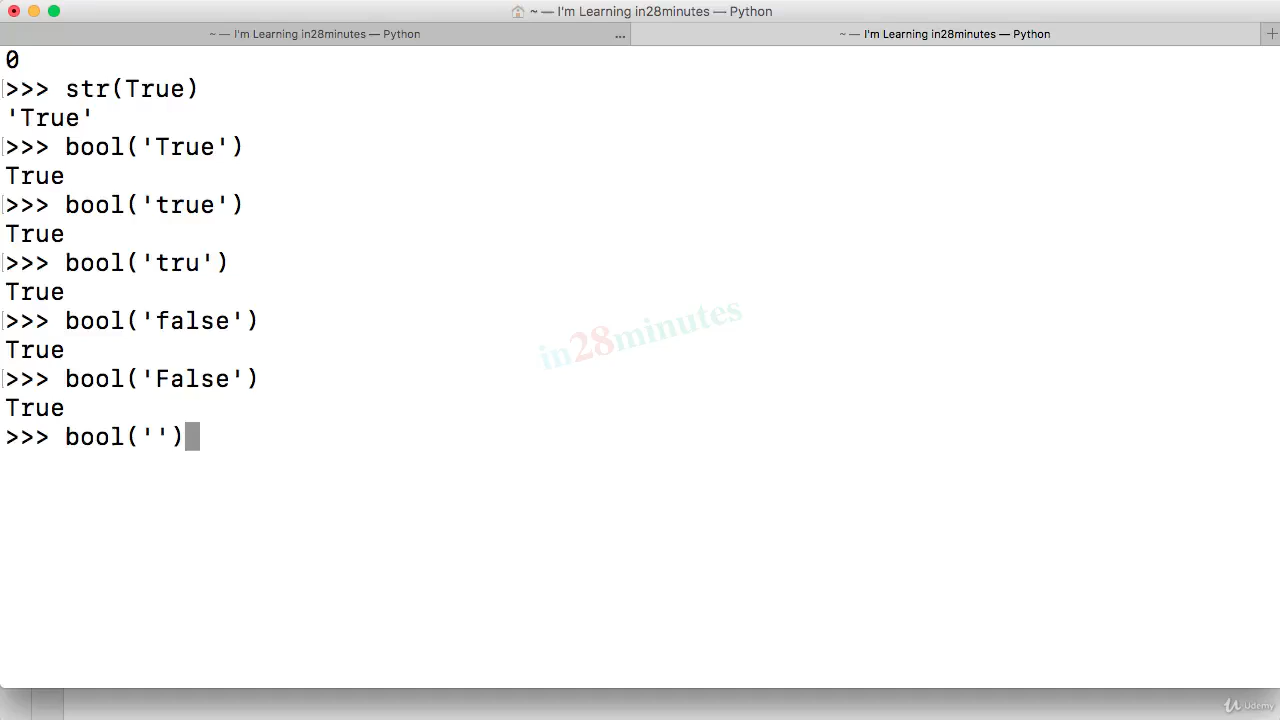 ~ — I'm Learning in28minutes — Python
~ — I'm Learning in28minutes — Python ... ~ — I'm Learning in28minutes — Python +
0
>>> str(True)
'True'
>>> bool('True')
True
>>> bool('true')
True
>>> bool('tru')
True
>>> bool('false')
True
>>> bool('False')
True
>>> bool('')
in28minutes
Udemy